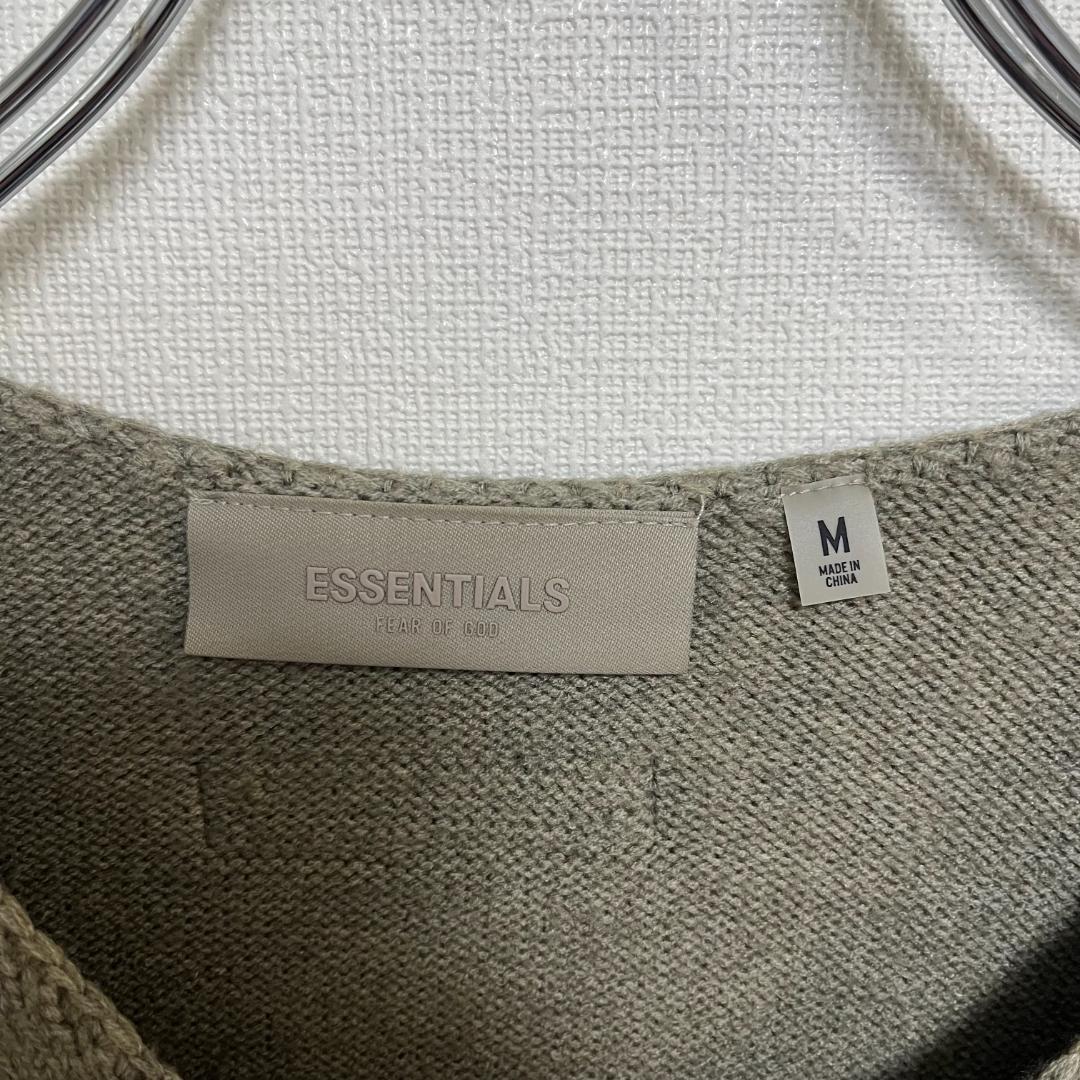 ESSENTIALS
FEAR OF GOD
M
MADE IN
CHINA